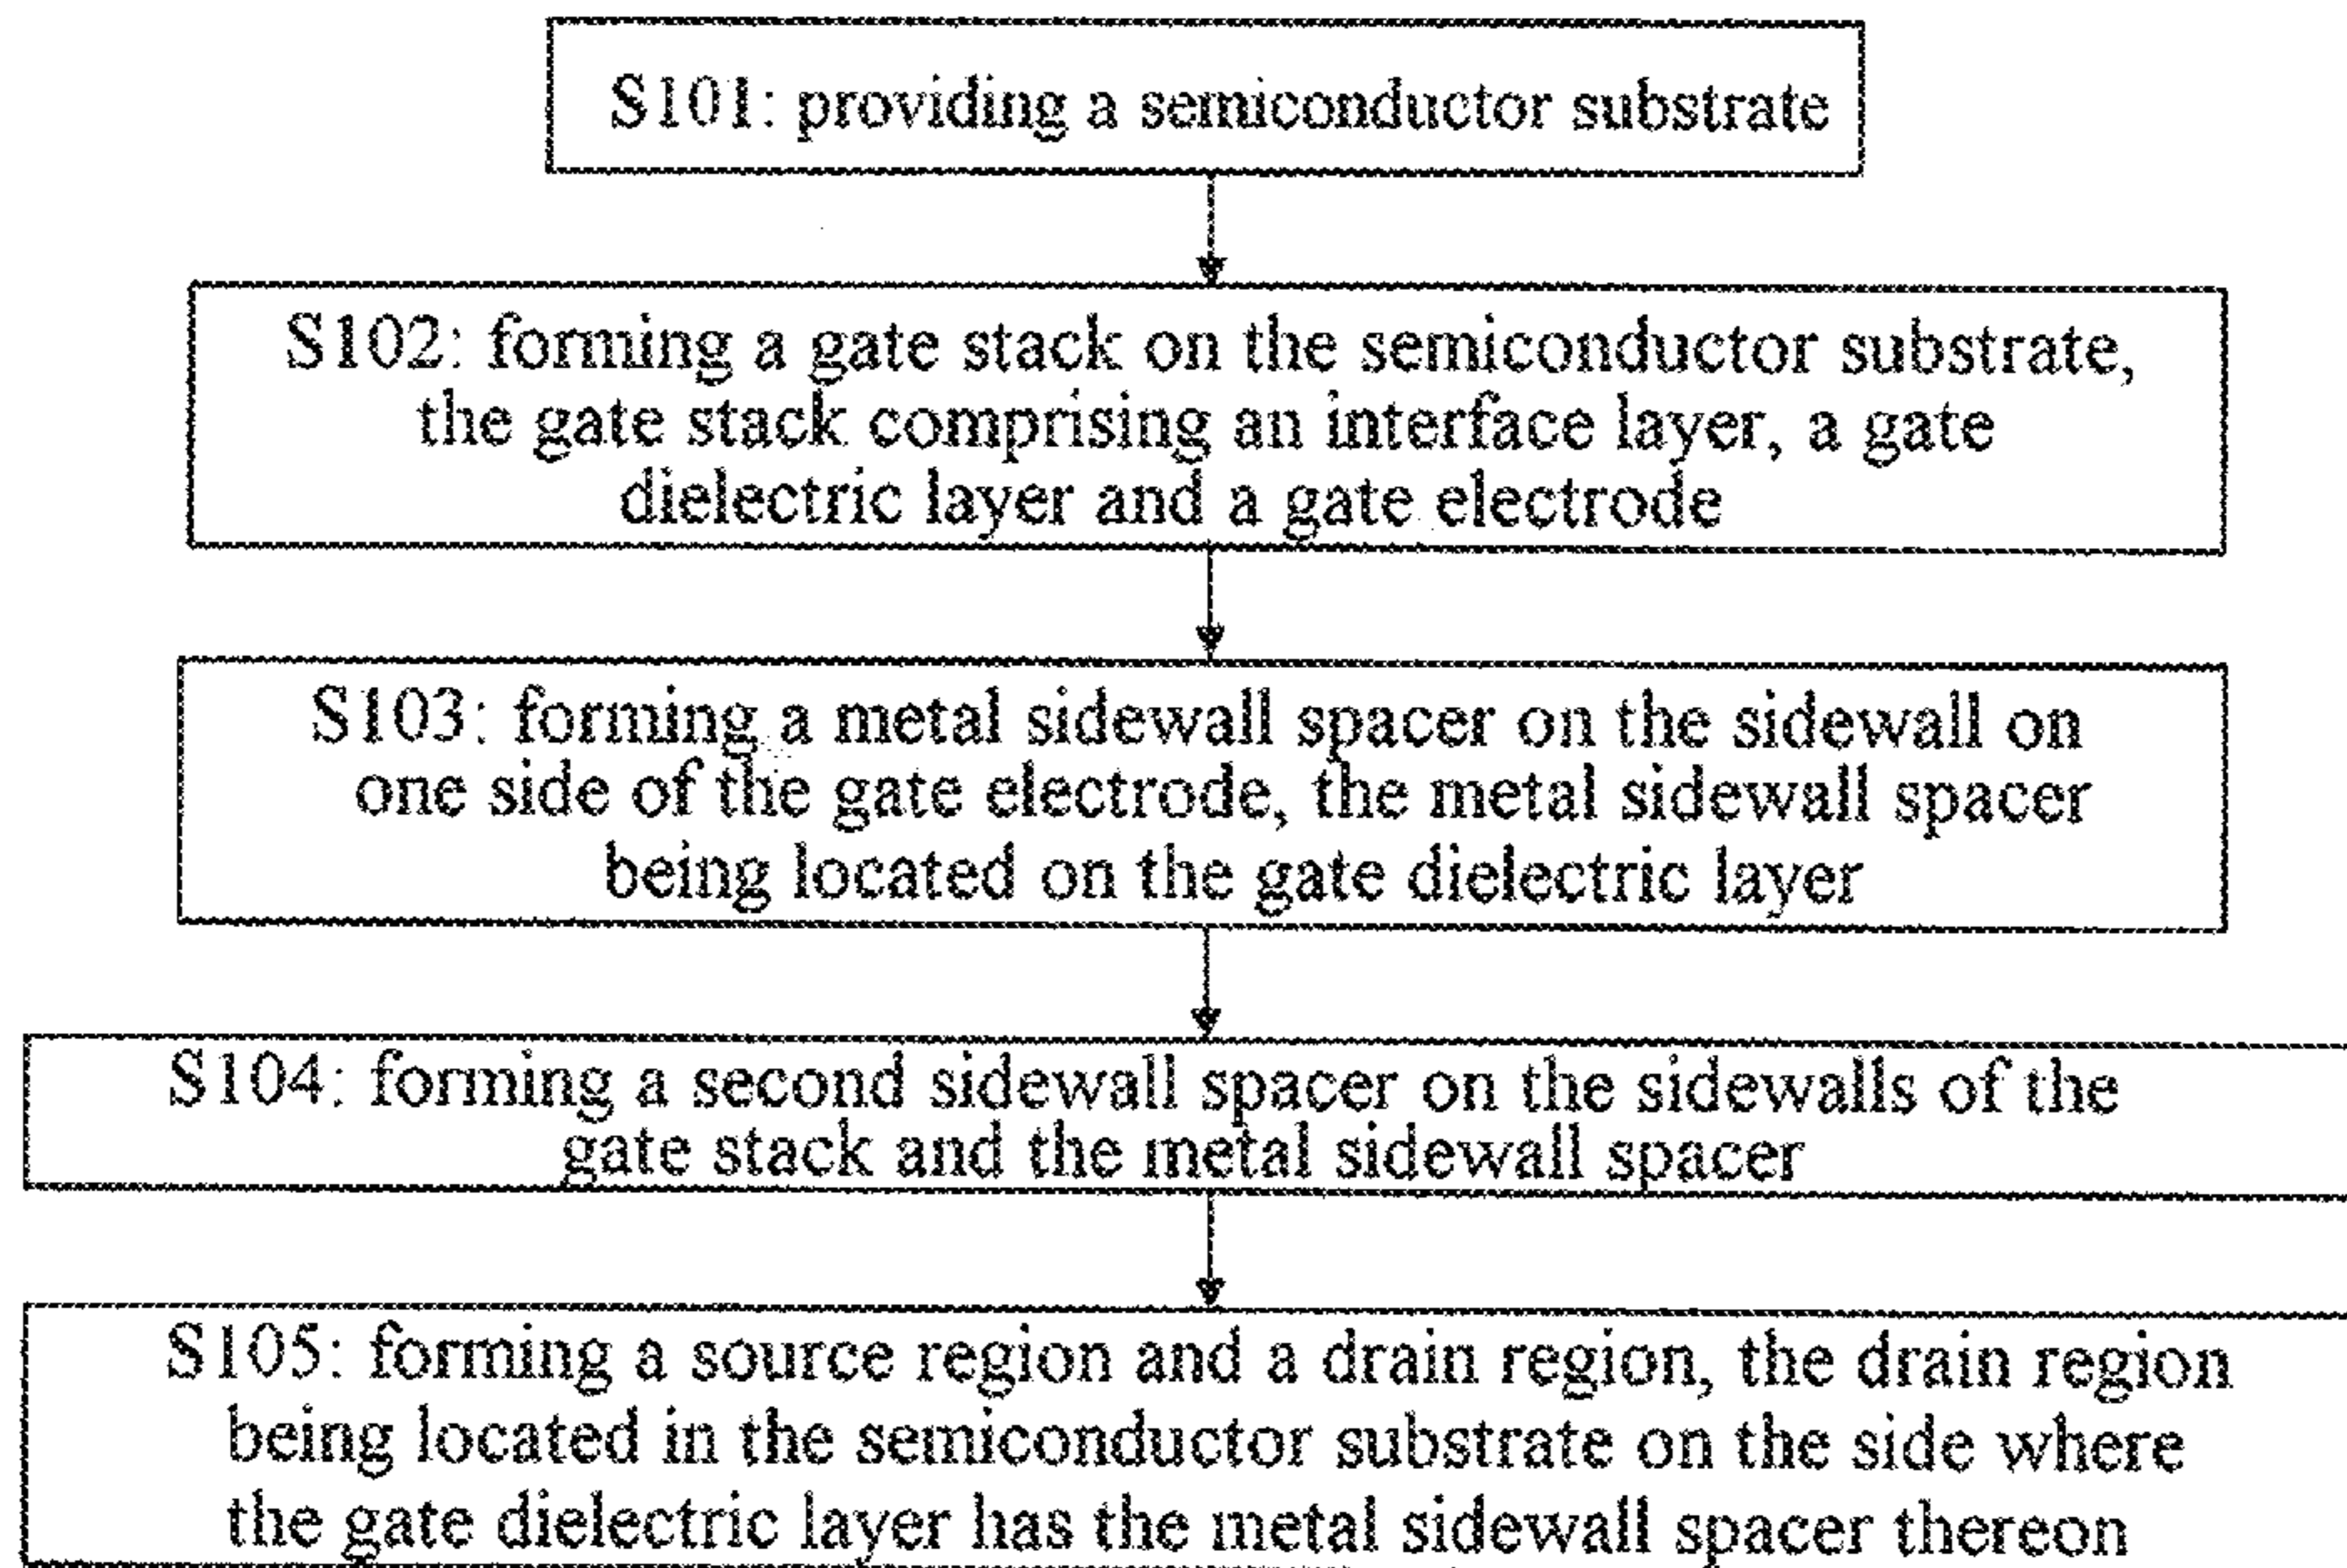 S101: providing a semiconductor substrate
S102: forming a gate stack on the semiconductor substrate,
the gate stack comprising an interface layer, a gate
dielectric layer and a gate electrode
S103: forming a metal sidewall spacer on the sidewall on
one side of the gate electrode, the metal sidewall spacer
being located on the gate dielectric layer
S104: forming a second sidewall spacer on the sidewalls of the
gate stack and the metal sidewall spacer
S105: forming a source region and a drain region, the drain region
being located in the semiconductor substrate on the side where
the gate dielectric layer has the metal sidewall spacer thereon